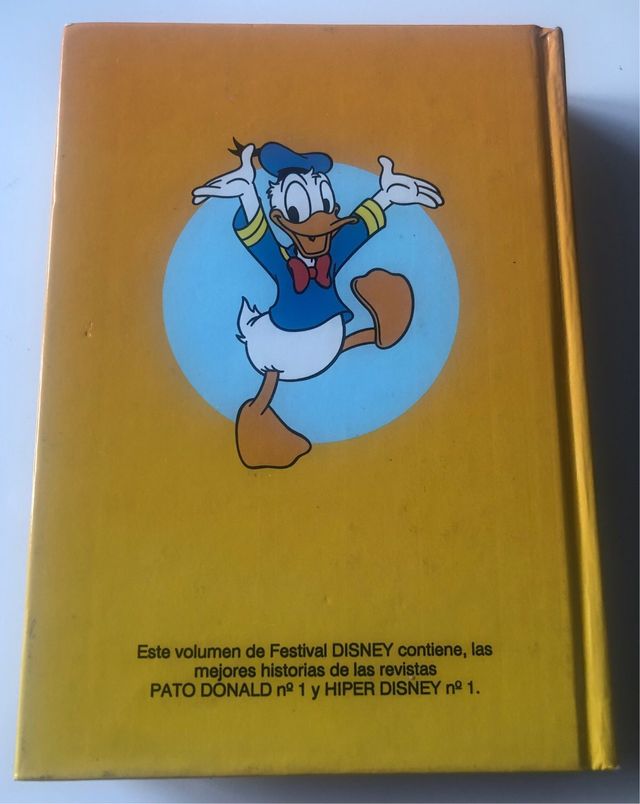 Este volumen de Festival DISNEY contiene, las
mejores historias de las revistas
PATO DONALD nº 1 y HIPER DISNEY nº 1.